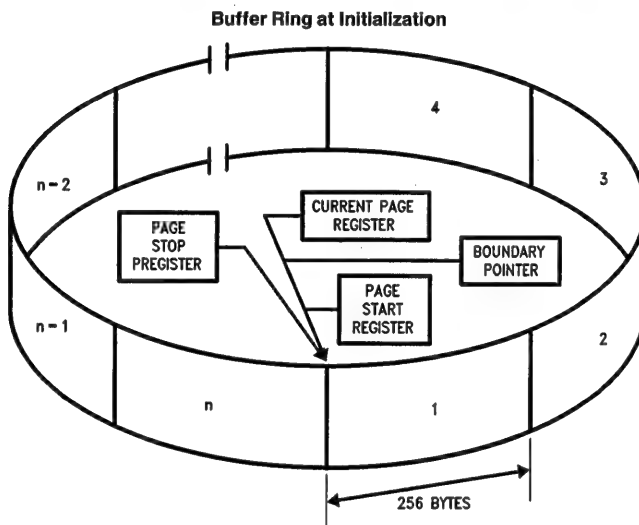 Buffer Ring at Initialization
4
n-2
3
CURRENT PAGE
REGISTER
PAGE
STOP
PREGISTER
BOUNDARY
POINTER
PAGE
START
REGISTER
n-1
2
n
1
256 BYTES